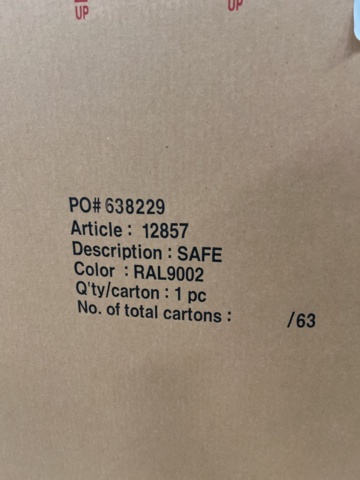 UP UP
PO# 638229
Article : 12857
Description : SAFE
Color : RAL9002
Q'ty/carton : 1 pc
No. of total cartons : /63